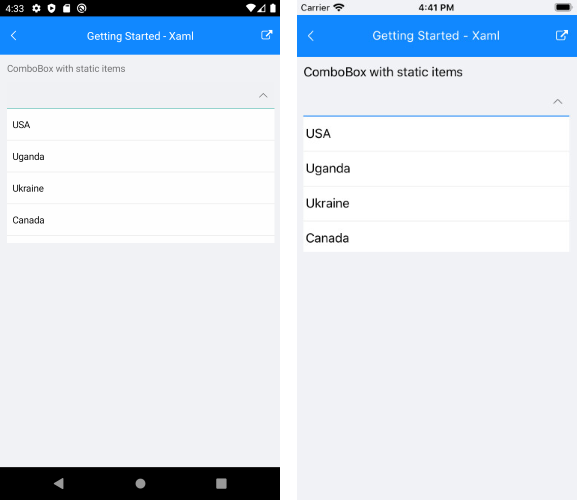 4:33
Getting Started - Xaml
ComboBox with static items
USA
Uganda
Ukraine
Canada
Carrier 4:41 PM
Getting Started - Xaml
ComboBox with static items
USA
Uganda
Ukraine
Canada